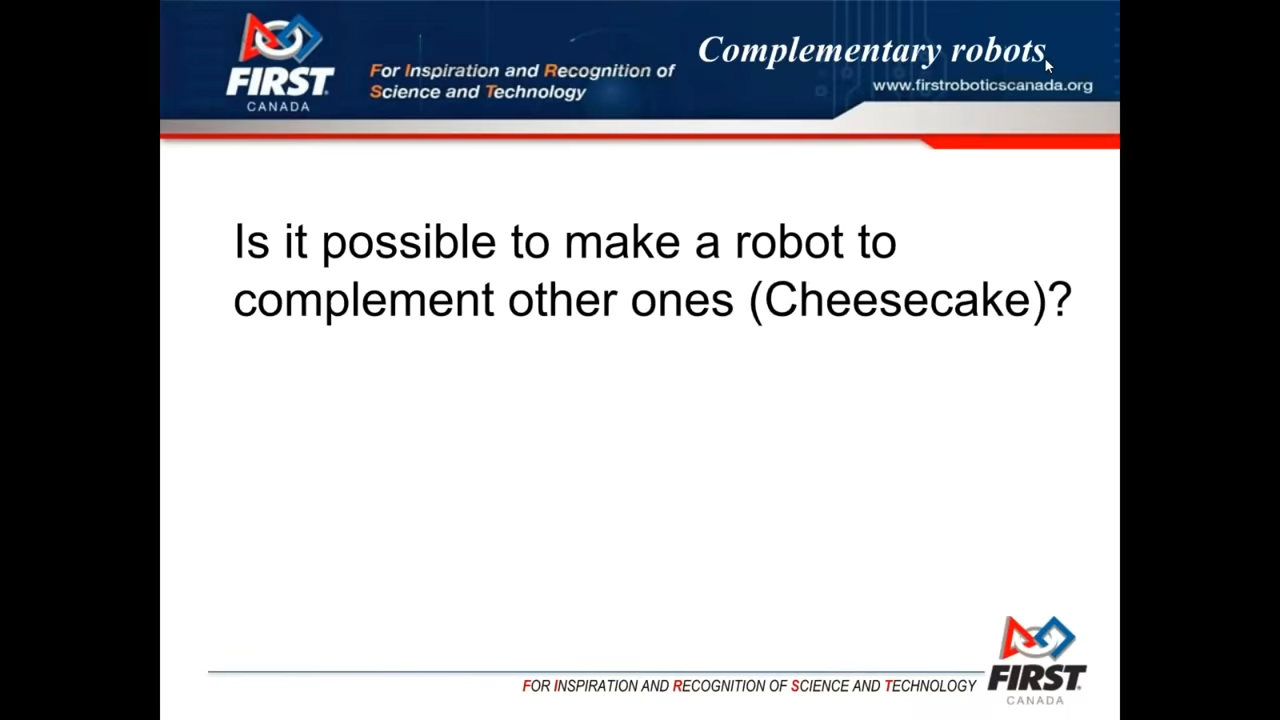 FIRST
CANADA
For Inspiration and Recognition of
Science and Technology
Complementary robots
www.firstroboticscanada.org
Is it possible to make a robot to
complement other ones (Cheesecake)?
FOR INSPIRATION AND RECOGNITION OF SCIENCE AND TECHNOLOGY
FIRST
CANADA